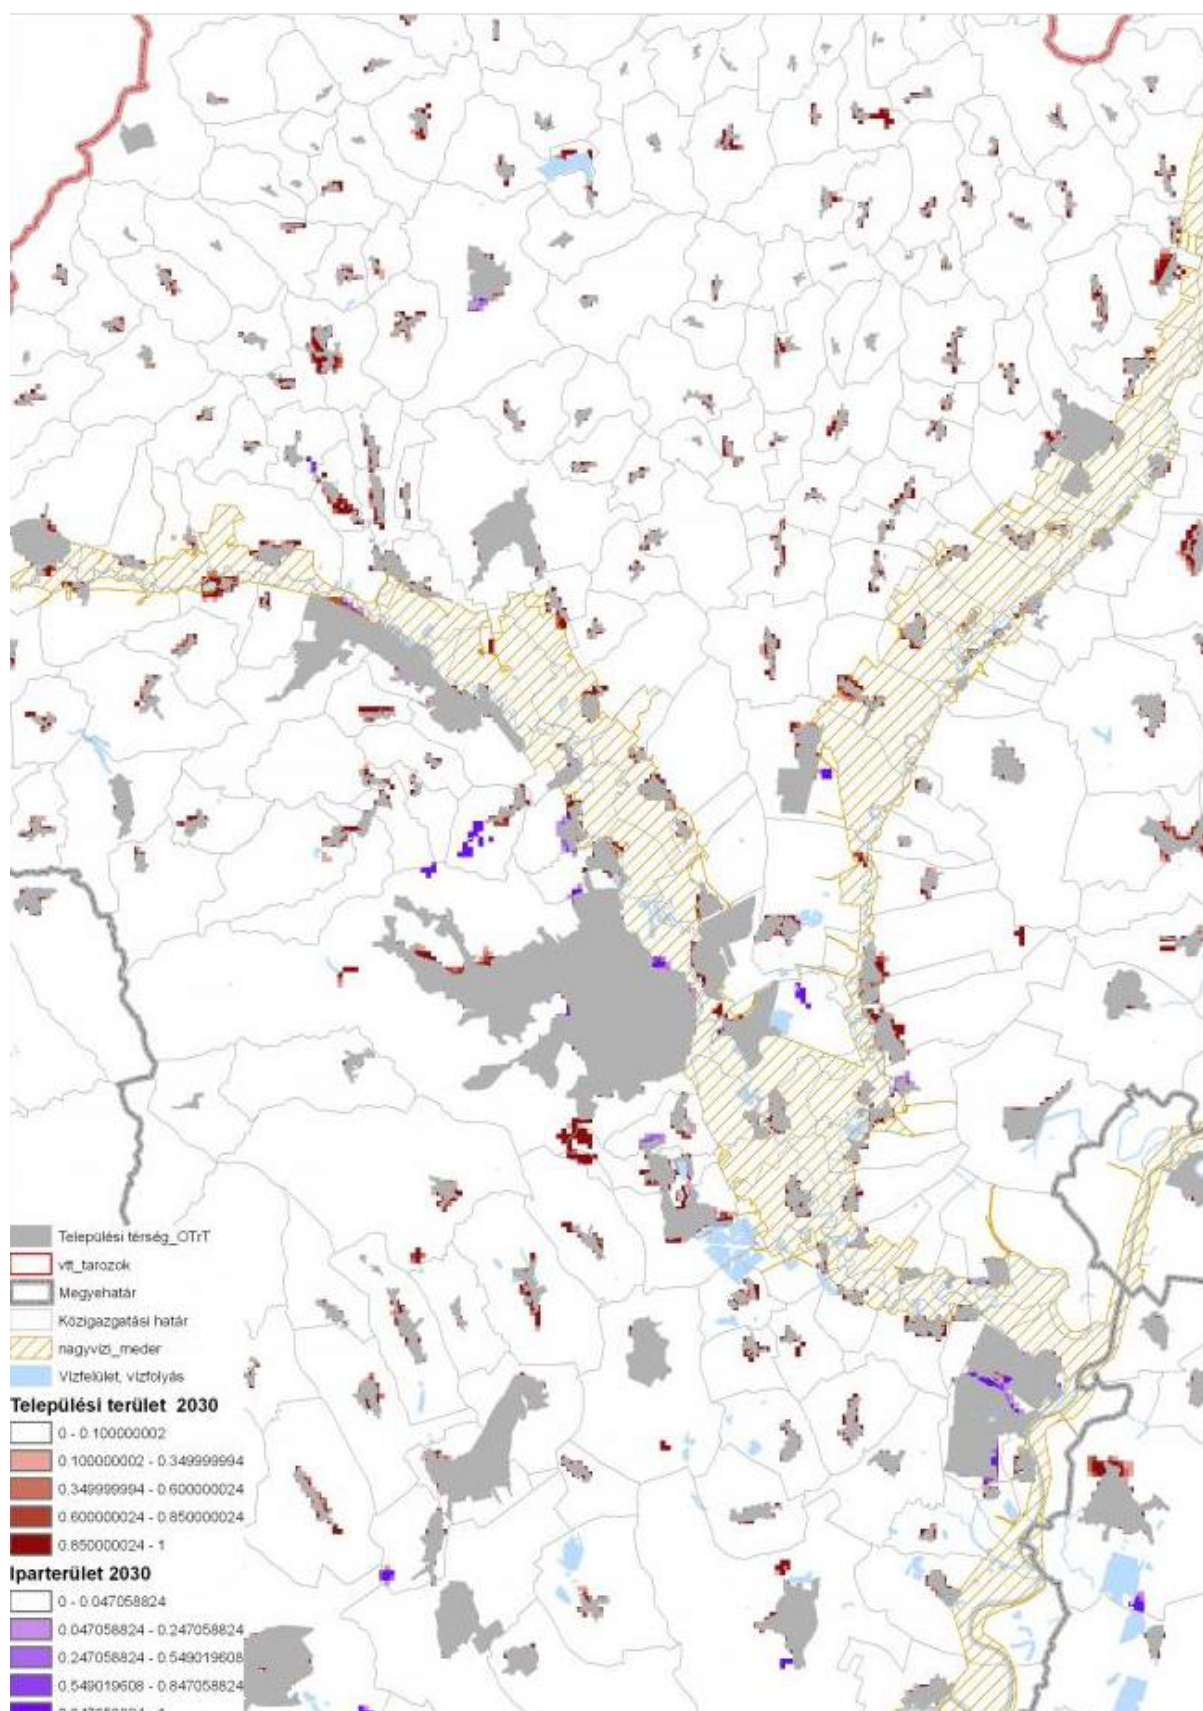 Települési térség_OTrT
vtt_tarozok
Megyehatár
Közigazgatási határ
nagyvizi_meder
Vízfelület, vízfolyás
Települési terület 2030
0 - 0.100000002
0.100000002 - 0.349999994
0.349999994 - 0.600000024
0.600000024 - 0.850000024
0.850000024 - 1
Iparterület 2030
0 - 0.047058824
0.047058824 - 0.247058824
0.247058824 - 0.549019608
0.549019608 - 0.847058824